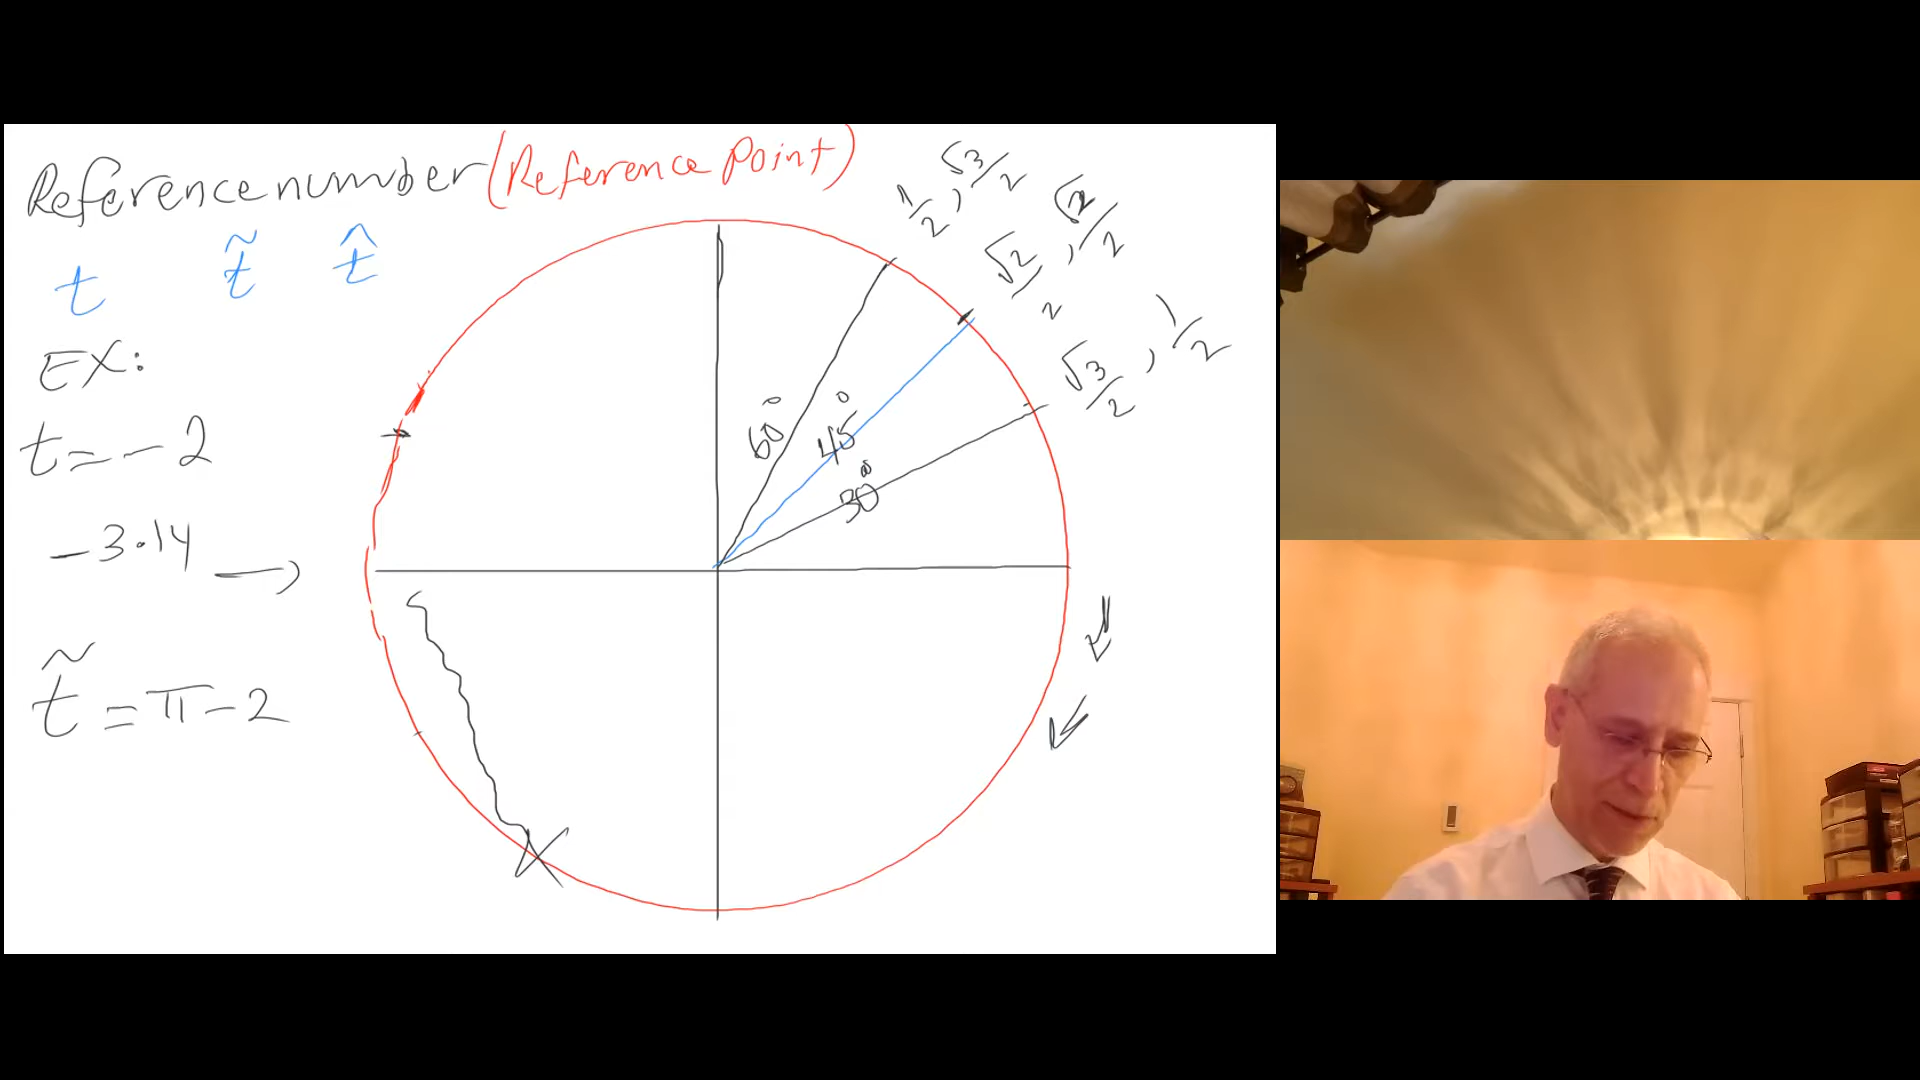 Reference number (Reference Point)
t t̃ t̂
EX:
t = -2
-3.14 →
t̃ = π - 2
1/2, √3/2
√2/2, √2/2
√3/2, 1/2
60°
45°
30°